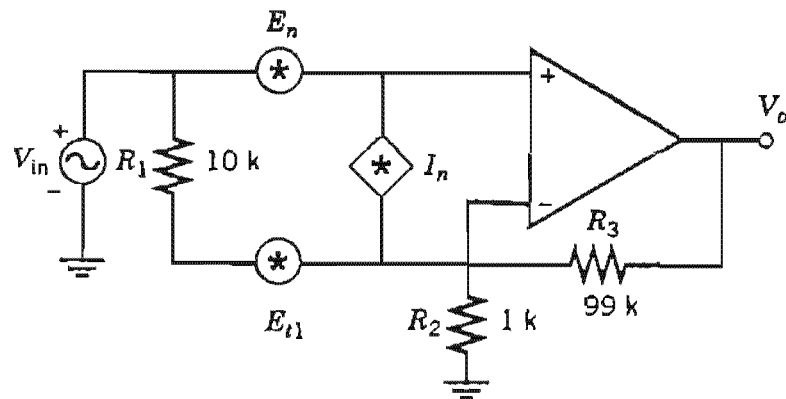 E_n
+
V_in
-
R_1
10 k
*
*
I_n
+
-
V_o
R_3
99 k
*
E_t1
R_2
1 k